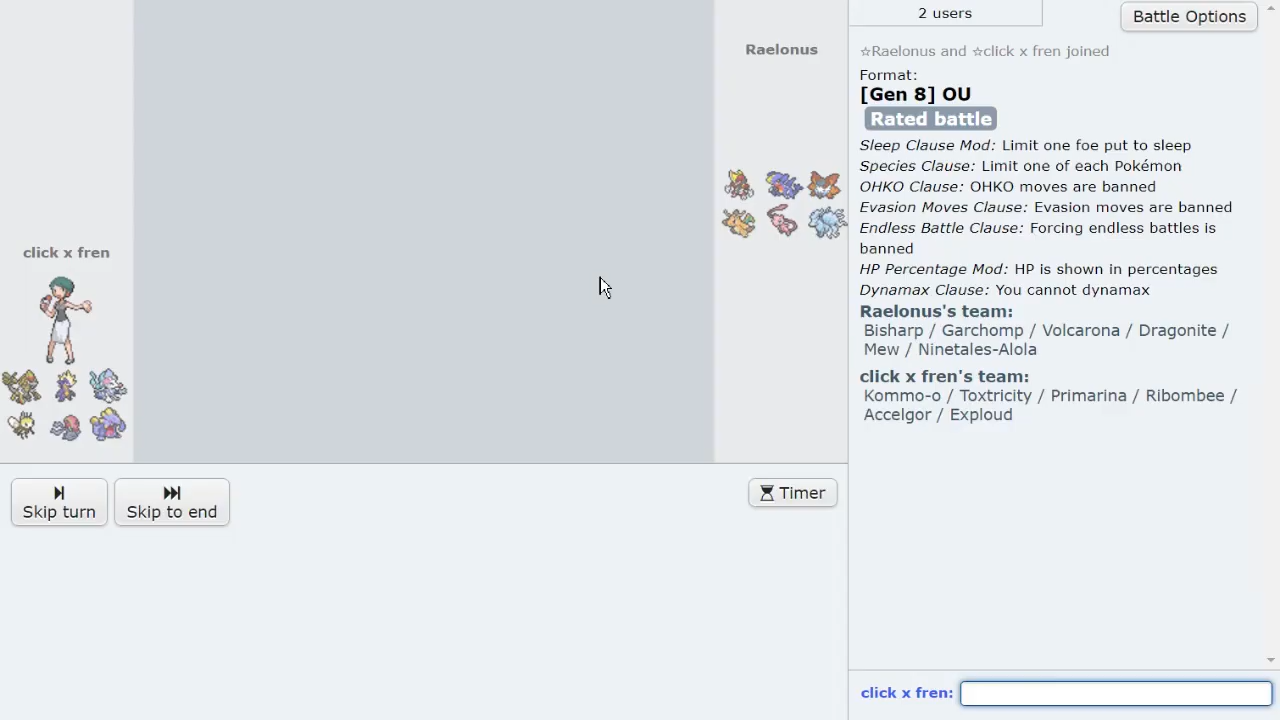 2 users
Battle Options
Raelonus
☆Raelonus and ☆click x fren joined
Format:
[Gen 8] OU
Rated battle
Sleep Clause Mod: Limit one foe put to sleep
Species Clause: Limit one of each Pokémon
OHKO Clause: OHKO moves are banned
Evasion Moves Clause: Evasion moves are banned
Endless Battle Clause: Forcing endless battles is
banned
HP Percentage Mod: HP is shown in percentages
Dynamax Clause: You cannot dynamax
Raelonus's team:
Bisharp / Garchomp / Volcarona / Dragonite /
Mew / Ninetales-Alola
click x fren's team:
Kommo-o / Toxtricity / Primarina / Ribombee /
Accelgor / Exploud
click x fren
Skip turn
Skip to end
Timer
click x fren: